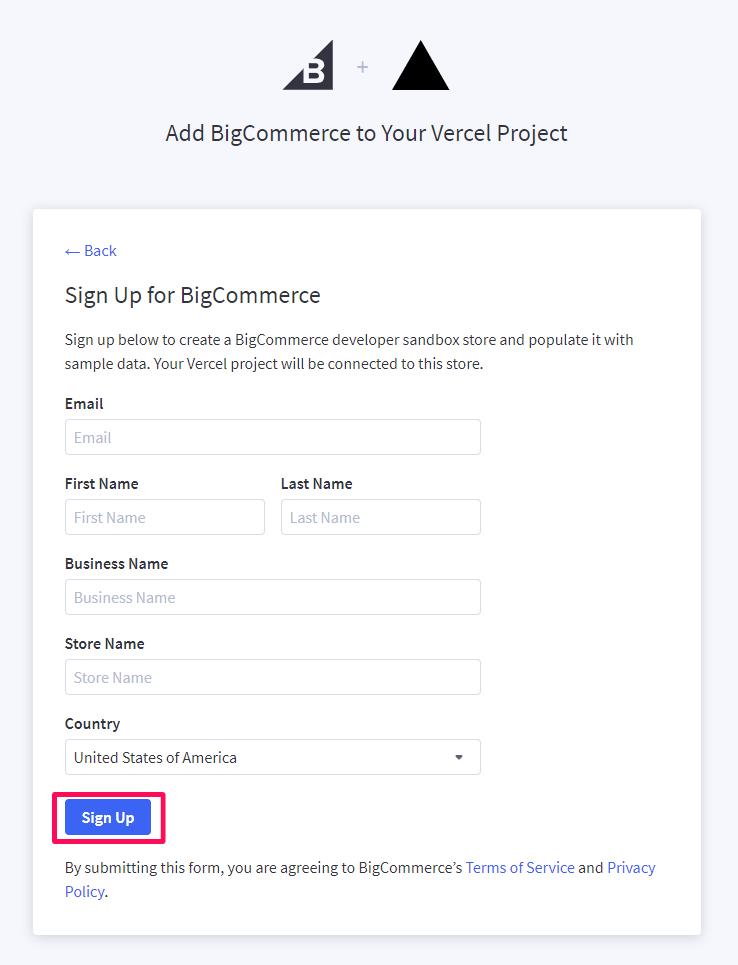 B +
Add BigCommerce to Your Vercel Project
← Back
Sign Up for BigCommerce
Sign up below to create a BigCommerce developer sandbox store and populate it with
sample data. Your Vercel project will be connected to this store.
Email
Email
First Name Last Name
First Name Last Name
Business Name
Business Name
Store Name
Store Name
Country
United States of America
Sign Up
By submitting this form, you are agreeing to BigCommerce’s Terms of Service and Privacy
Policy.